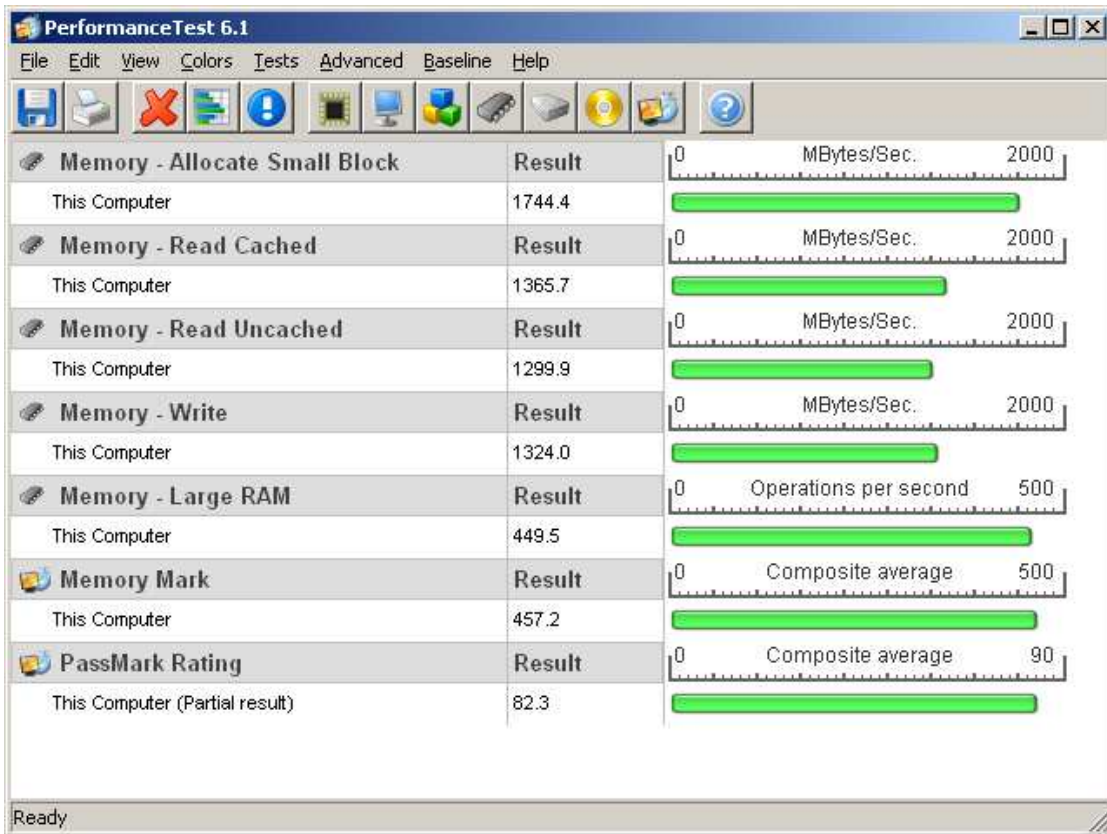 PerformanceTest 6.1
File Edit View Colors Tests Advanced Baseline Help
Memory - Allocate Small Block Result 0 MBytes/Sec. 2000
This Computer 1744.4
Memory - Read Cached Result 0 MBytes/Sec. 2000
This Computer 1365.7
Memory - Read Uncached Result 0 MBytes/Sec. 2000
This Computer 1299.9
Memory - Write Result 0 MBytes/Sec. 2000
This Computer 1324.0
Memory - Large RAM Result 0 Operations per second 500
This Computer 449.5
Memory Mark Result 0 Composite average 500
This Computer 457.2
PassMark Rating Result 0 Composite average 90
This Computer (Partial result) 82.3
Ready